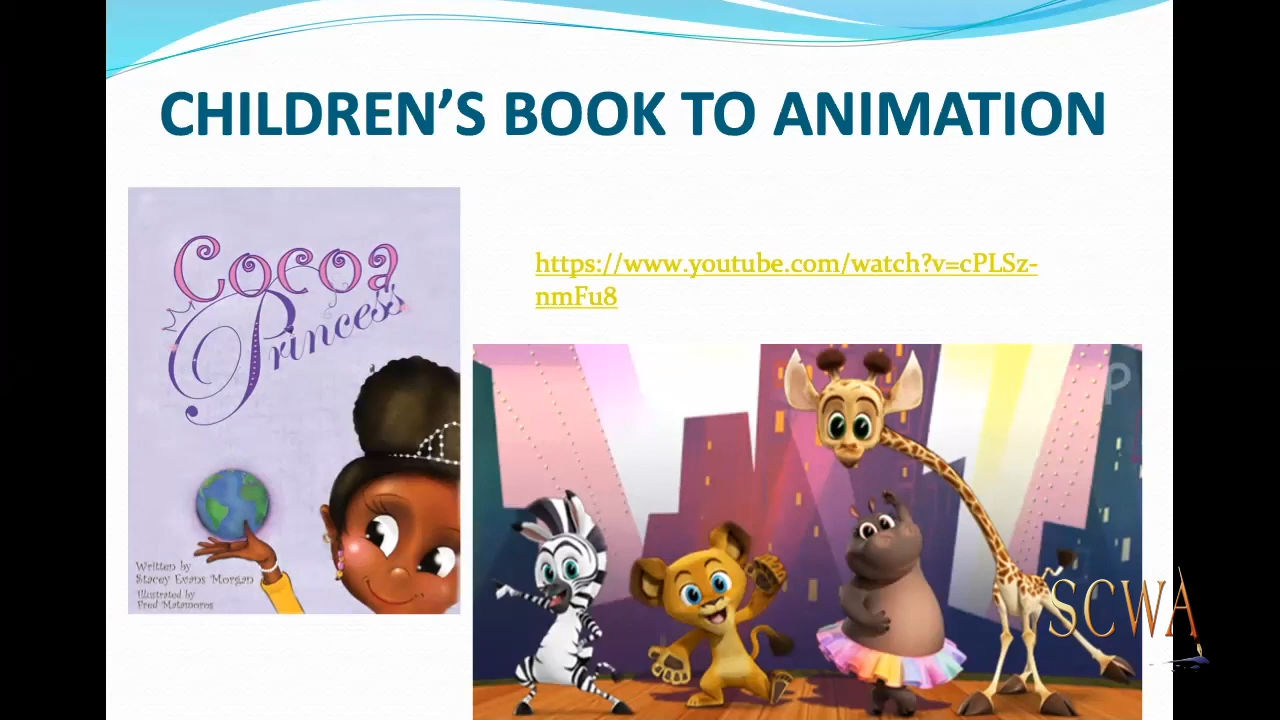 CHILDREN'S BOOK TO ANIMATION
Cocoa
Princess
https://www.youtube.com/watch?v=cPLSz-
nmFu8
Written by
Stacey Evans Morgan
Illustrated by
Fred Matamoros
P
SCWA